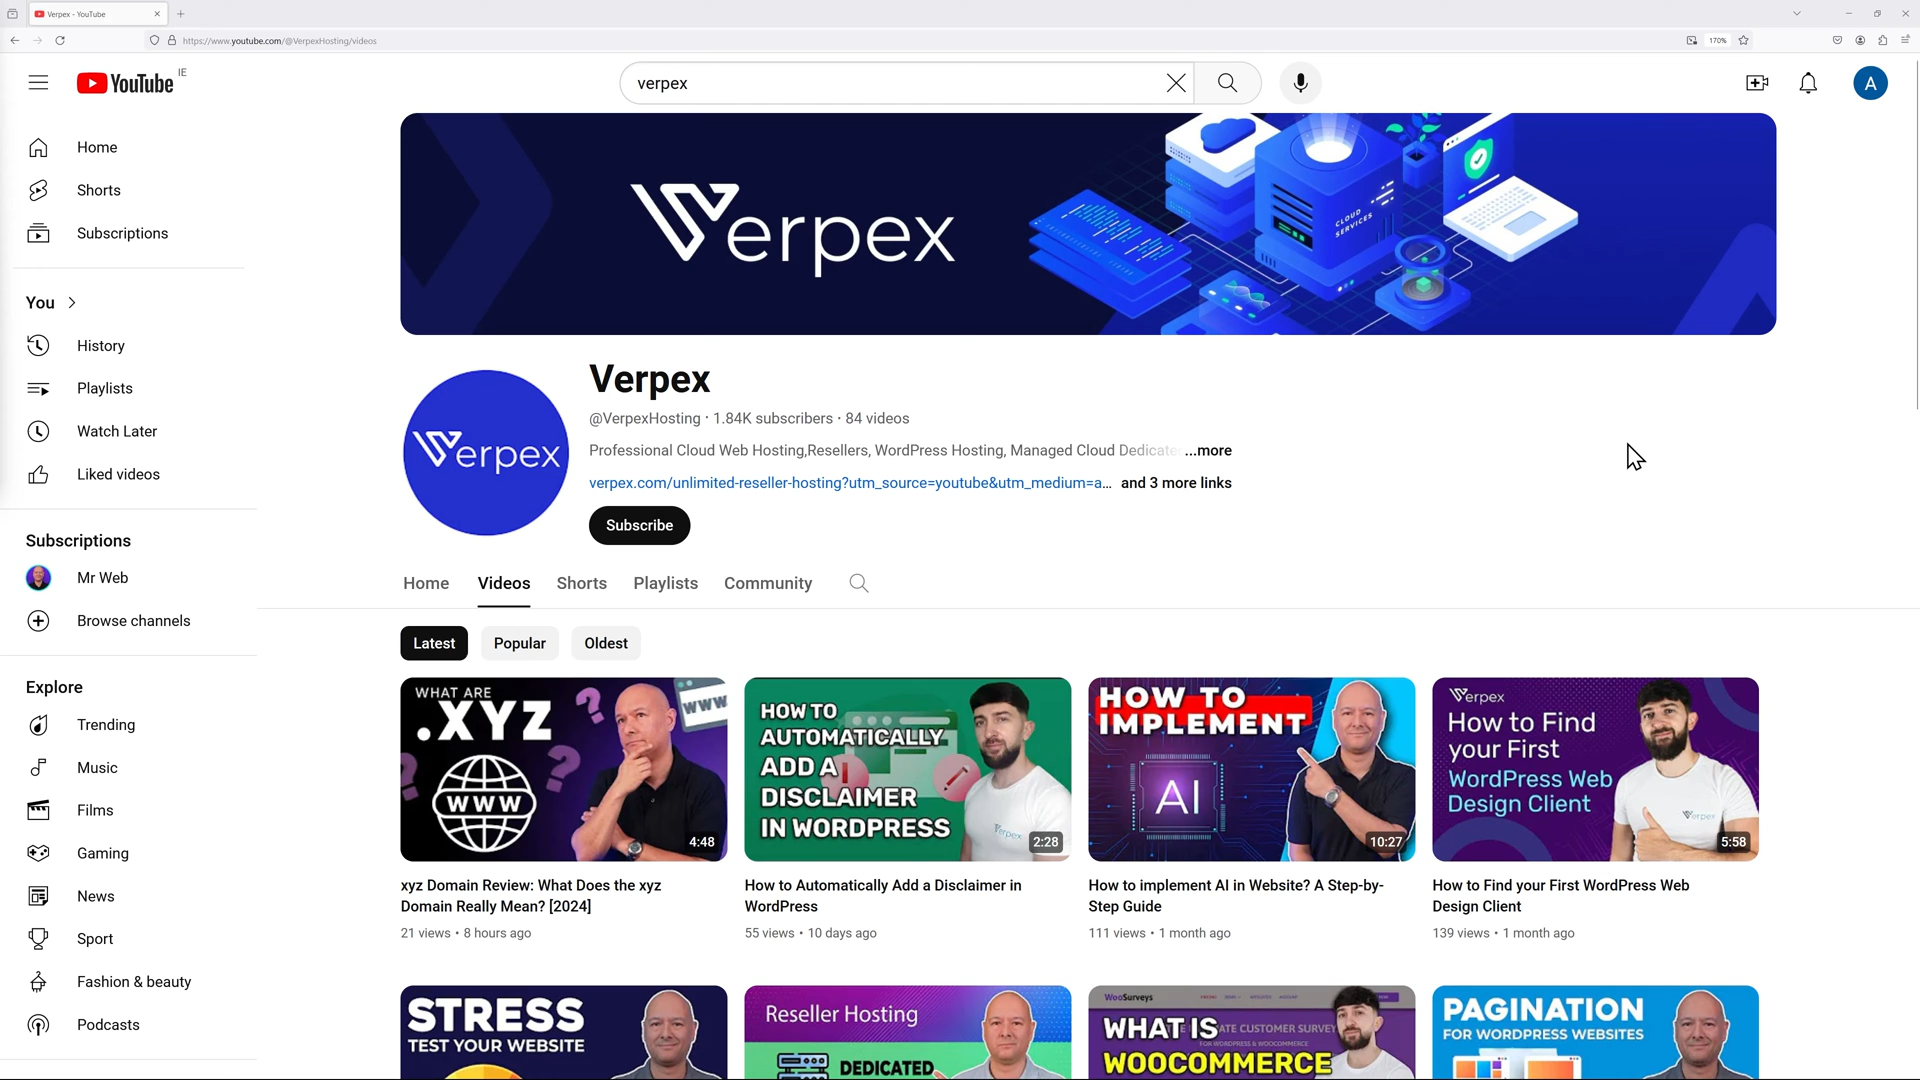 Verpex - YouTube
https://www.youtube.com/@VerpexHosting/videos
170%
YouTube IE
verpex
A
Home
Shorts
Subscriptions
You
History
Playlists
Watch Later
Liked videos
Subscriptions
Mr Web
Browse channels
Explore
Trending
Music
Films
Gaming
News
Sport
Fashion & beauty
Podcasts
Verpex
CLOUD
SERVICES
Verpex
Verpex
@VerpexHosting · 1.84K subscribers · 84 videos
Professional Cloud Web Hosting,Resellers, WordPress Hosting, Managed Cloud Dedicate ...more
verpex.com/unlimited-reseller-hosting?utm_source=youtube&utm_medium=a... and 3 more links
Subscribe
Home Videos Shorts Playlists Community
Latest Popular Oldest
WHAT ARE
.XYZ
WWW
WWW
4:48
xyz Domain Review: What Does the xyz
Domain Really Mean? [2024]
21 views • 8 hours ago
HOW TO
AUTOMATICALLY
ADD A
DISCLAIMER
IN WORDPRESS
Verpex
2:28
How to Automatically Add a Disclaimer in
WordPress
55 views • 10 days ago
HOW TO
IMPLEMENT
AI
10:27
How to implement AI in Website? A Step-by-
Step Guide
111 views • 1 month ago
Verpex
How to Find
your First
WordPress Web
Design Client
Verpex
5:58
How to Find your First WordPress Web
Design Client
139 views • 1 month ago
STRESS
TEST YOUR WEBSITE
Reseller Hosting
DEDICATED
WooSurveys
WHAT IS
WOOCOMMERCE
FOR WORDPRESS & WOOCOMMERCE
PAGINATION
FOR WORDPRESS WEBSITES